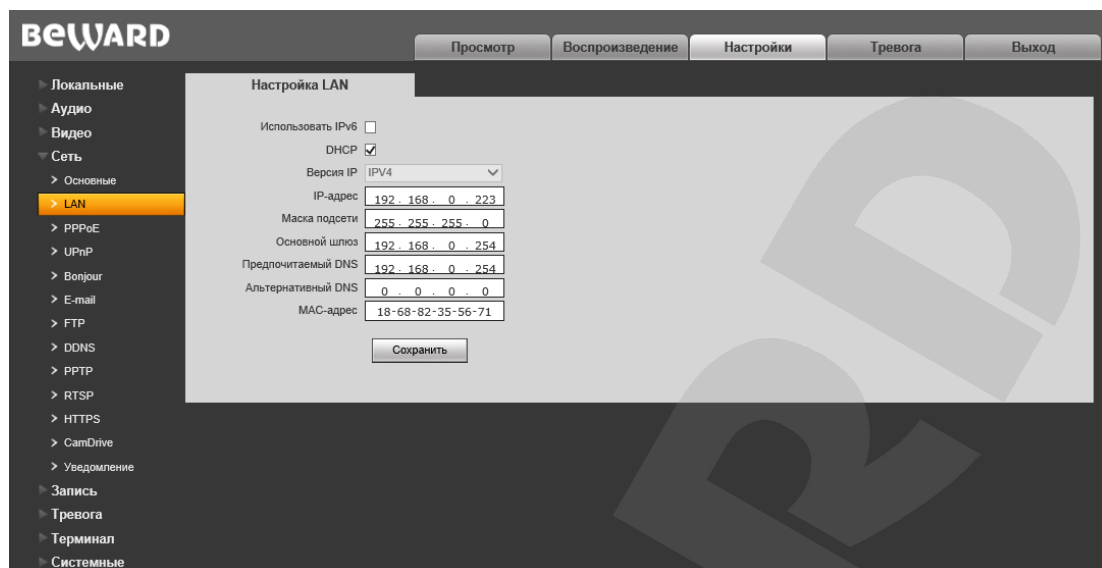 BEWARD
Просмотр
Воспроизведение
Настройки
Тревога
Выход
Локальные
Аудио
Видео
Сеть
Основные
LAN
PPPoE
UPnP
Bonjour
E-mail
FTP
DDNS
PPTP
RTSP
HTTPS
CamDrive
Уведомление
Запись
Тревога
Терминал
Системные
Настройка LAN
Использовать IPv6
DHCP
Версия IP IPV4
IP-адрес 192 . 168 . 0 . 223
Маска подсети 255 . 255 . 255 . 0
Основной шлюз 192 . 168 . 0 . 254
Предпочитаемый DNS 192 . 168 . 0 . 254
Альтернативный DNS 0 . 0 . 0 . 0
MAC-адрес 18-68-82-35-56-71
Сохранить
RD